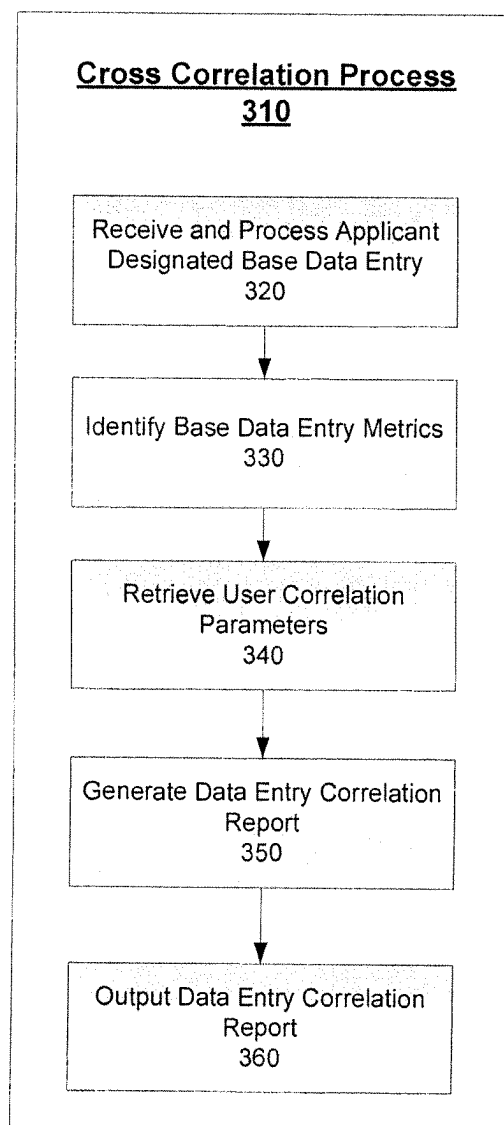 Cross Correlation Process
310
Receive and Process Applicant
Designated Base Data Entry
320
Identify Base Data Entry Metrics
330
Retrieve User Correlation
Parameters
340
Generate Data Entry Correlation
Report
350
Output Data Entry Correlation
Report
360